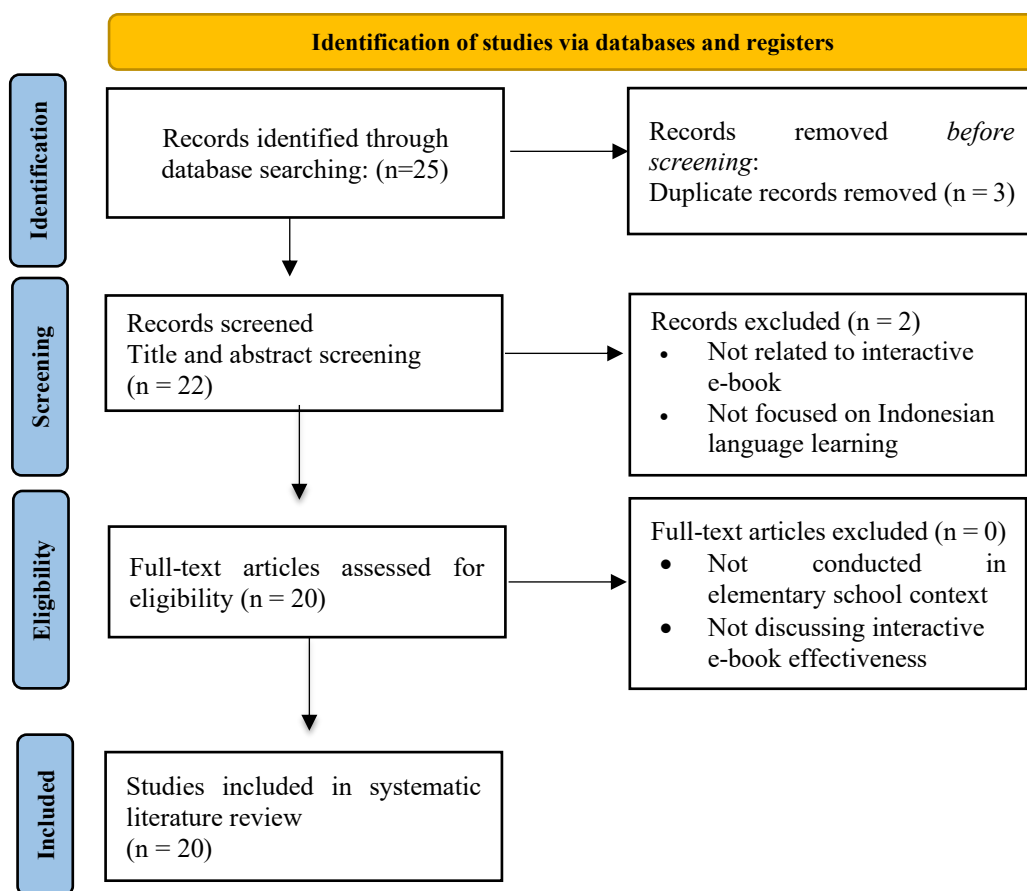 Identification of studies via databases and registers
Identification
Records identified through
database searching: (n=25)
Records removed before
screening:
Duplicate records removed (n = 3)
Screening
Records screened
Title and abstract screening
(n = 22)
Records excluded (n = 2)
• Not related to interactive
e-book
• Not focused on Indonesian
language learning
Eligibility
Full-text articles assessed for
eligibility (n = 20)
Full-text articles excluded (n = 0)
• Not conducted in
elementary school context
• Not discussing interactive
e-book effectiveness
Included
Studies included in systematic
literature review
(n = 20)